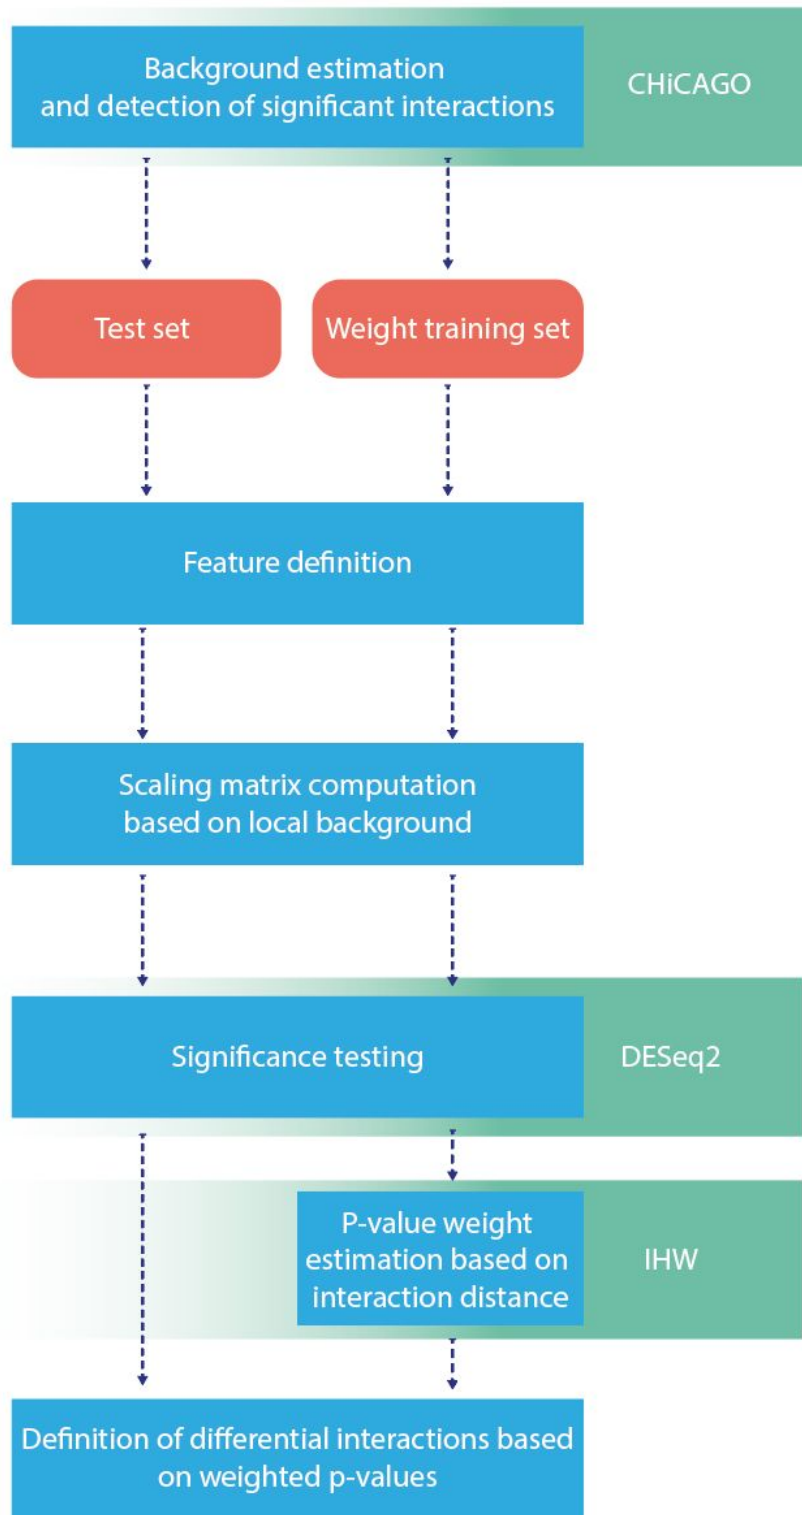 Background estimation
and detection of significant interactions
CHiCAGO
Test set
Weight training set
Feature definition
Scaling matrix computation
based on local background
Significance testing
DESeq2
P-value weight
estimation based on
interaction distance
IHW
Definition of differential interactions based
on weighted p-values